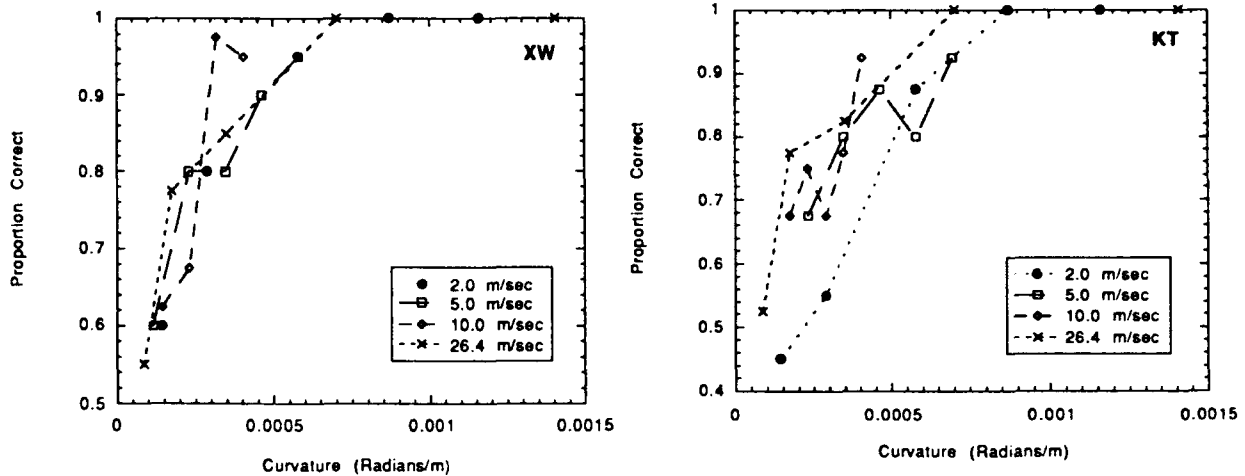 XW
Proportion Correct
1
0.9
0.8
0.7
0.6
0.5
2.0 m/sec
5.0 m/sec
10.0 m/sec
26.4 m/sec
0
0.0005
0.001
0.0015
Curvature (Radians/m)
KT
Proportion Correct
1
0.9
0.8
0.7
0.6
0.5
0.4
2.0 m/sec
5.0 m/sec
10.0 m/sec
26.4 m/sec
0
0.0005
0.001
0.0015
Curvature (Radians/m)